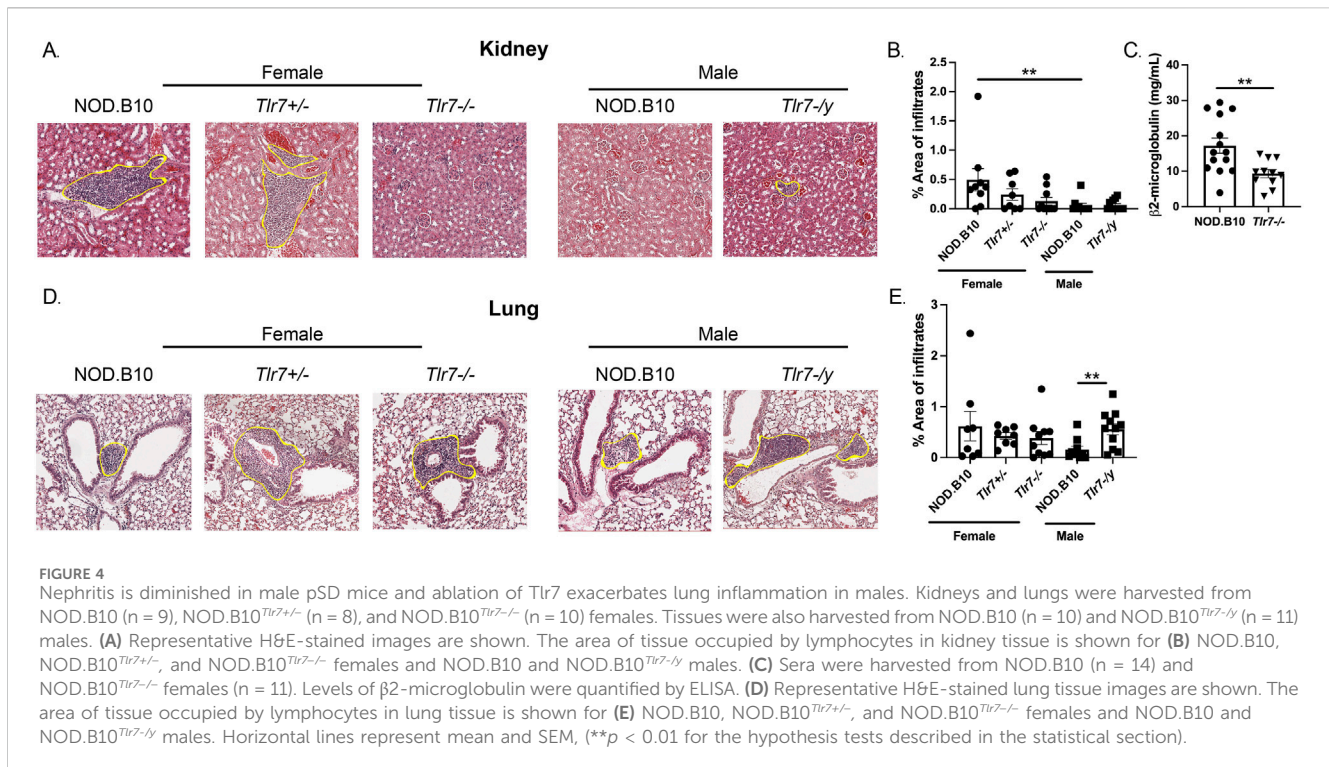 A.
Kidney
Female
Male
NOD.B10
Tlr7+/-
Tlr7-/-
NOD.B10
Tlr7-/y
B.
% Area of infiltrates
2.5
2.0
1.5
1.0
0.5
0.0
**
NOD.B10
Tlr7+/-
Tlr7-/-
NOD.B10
Tlr7-/y
Female
Male
C.
β2-microglobulin (mg/mL)
40
30
20
10
0
**
NOD.B10
Tlr7-/-
D.
Lung
Female
Male
NOD.B10
Tlr7+/-
Tlr7-/-
NOD.B10
Tlr7-/y
E.
% Area of infiltrates
3
2
1
0
**
NOD.B10
Tlr7+/-
Tlr7-/-
NOD.B10
Tlr7-/y
Female
Male
FIGURE 4
Nephritis is diminished in male pSD mice and ablation of Tlr7 exacerbates lung inflammation in males. Kidneys and lungs were harvested from
NOD.B10 (n = 9), NOD.B10Tlr7+/− (n = 8), and NOD.B10Tlr7−/− (n = 10) females. Tissues were also harvested from NOD.B10 (n = 10) and NOD.B10Tlr7-/y (n = 11)
males. (A) Representative H&E-stained images are shown. The area of tissue occupied by lymphocytes in kidney tissue is shown for (B) NOD.B10,
NOD.B10Tlr7+/−, and NOD.B10Tlr7−/− females and NOD.B10 and NOD.B10Tlr7-/y males. (C) Sera were harvested from NOD.B10 (n = 14) and
NOD.B10Tlr7−/− females (n = 11). Levels of β2-microglobulin were quantified by ELISA. (D) Representative H&E-stained lung tissue images are shown. The
area of tissue occupied by lymphocytes in lung tissue is shown for (E) NOD.B10, NOD.B10Tlr7+/−, and NOD.B10Tlr7−/− females and NOD.B10 and
NOD.B10Tlr7-/y males. Horizontal lines represent mean and SEM, (**p < 0.01 for the hypothesis tests described in the statistical section).